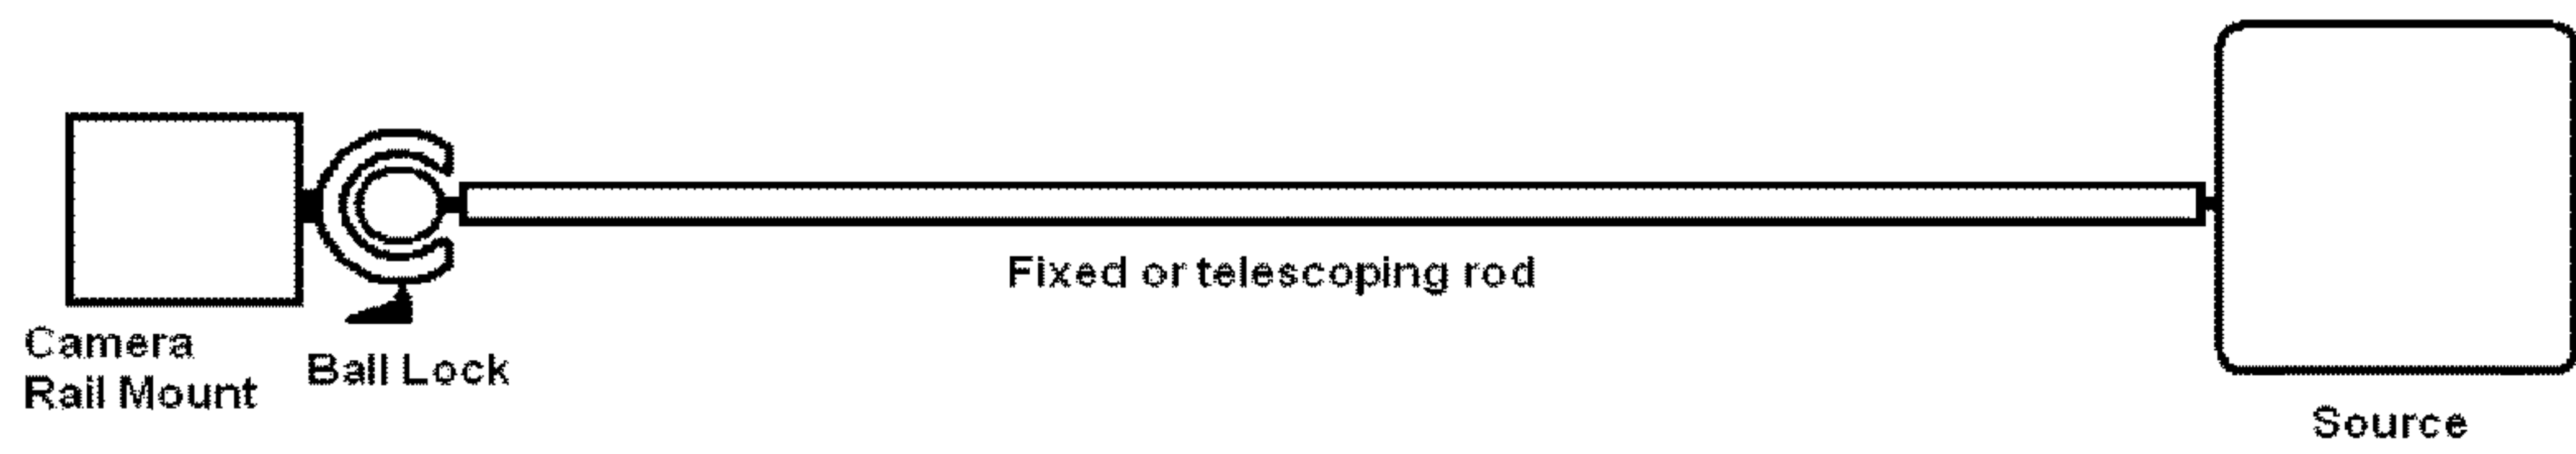 Fixed or telescoping rod
Camera
Rail Mount
Ball Lock
Source